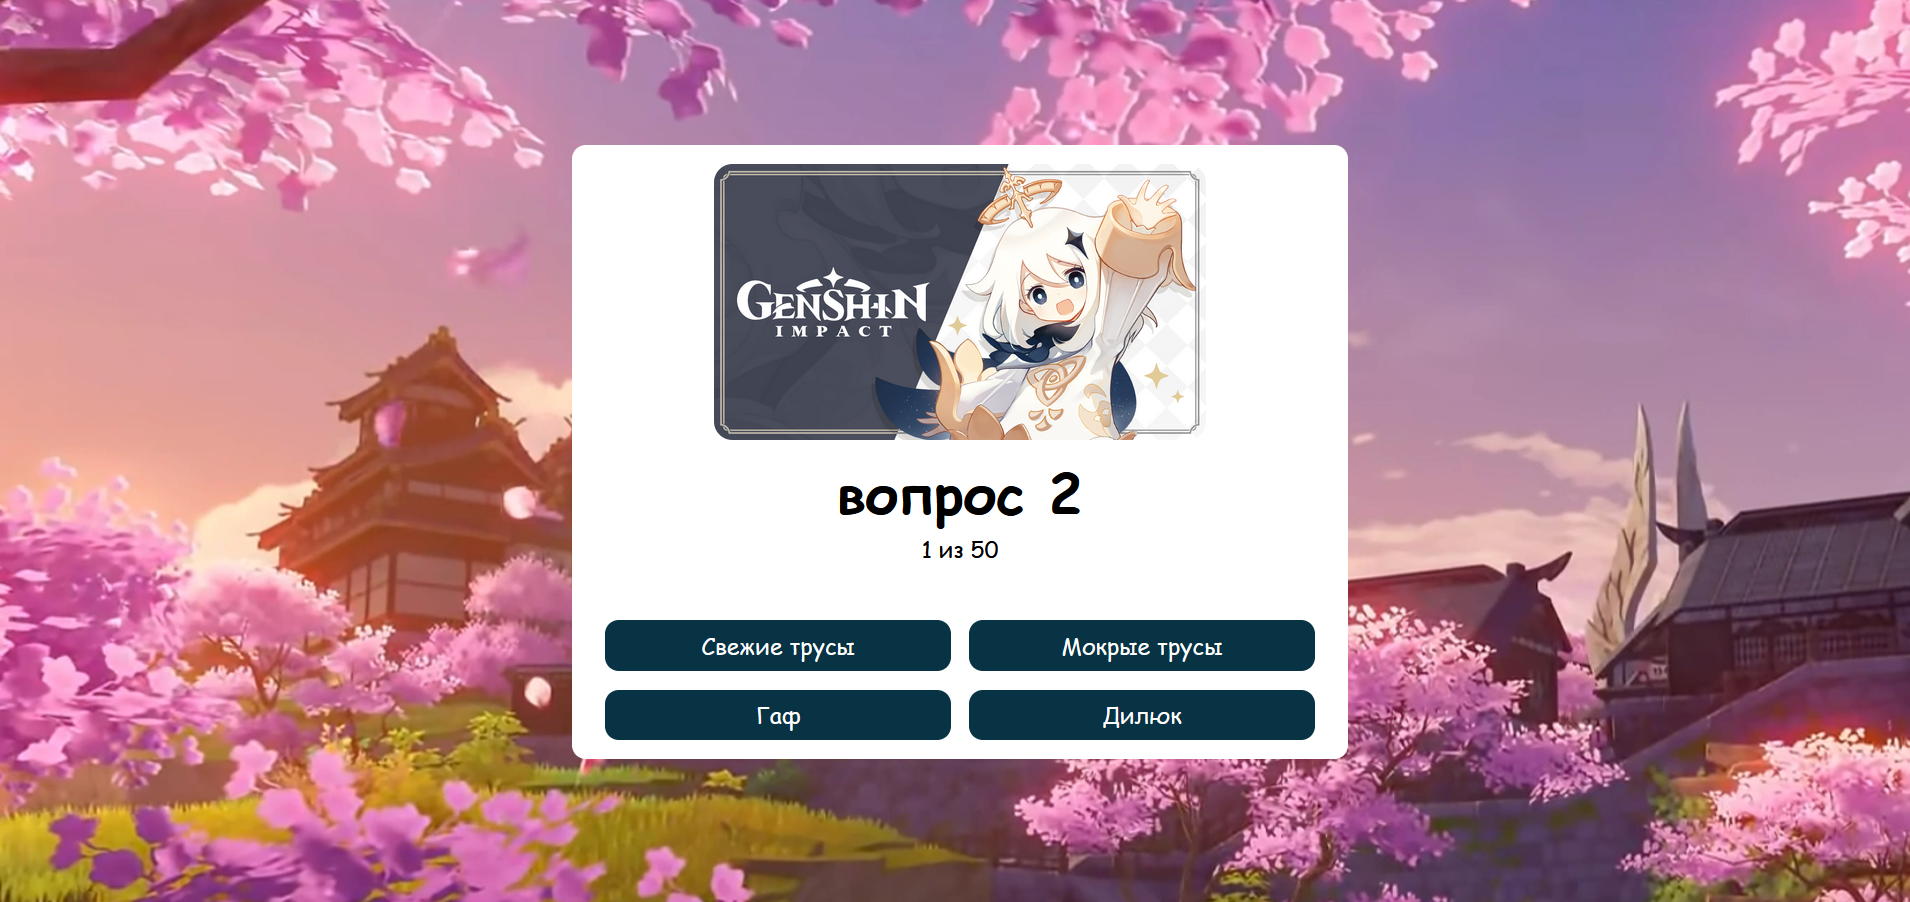 GENSHIN
IMPACT
вопрос 2
1 из 50
Свежие трусы
Мокрые трусы
Гаф
Дилюк